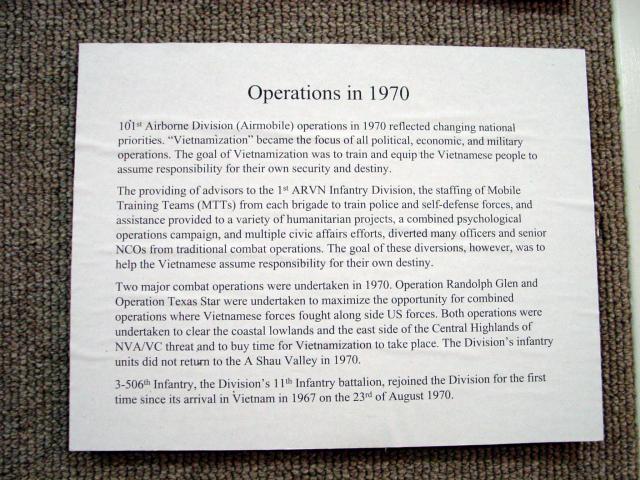 Operations in 1970
101st Airborne Division (Airmobile) operations in 1970 reflected changing national
priorities. “Vietnamization” became the focus of all political, economic, and military
operations. The goal of Vietnamization was to train and equip the Vietnamese people to
assume responsibility for their own security and destiny.
The providing of advisors to the 1st ARVN Infantry Division, the staffing of Mobile
Training Teams (MTTs) from each brigade to train police and self-defense forces, and
assistance provided to a variety of humanitarian projects, a combined psychological
operations campaign, and multiple civic affairs efforts, diverted many officers and senior
NCOs from traditional combat operations. The goal of these diversions, however, was to
help the Vietnamese assume responsibility for their own destiny.
Two major combat operations were undertaken in 1970. Operation Randolph Glen and
Operation Texas Star were undertaken to maximize the opportunity for combined
operations where Vietnamese forces fought along side US forces. Both operations were
undertaken to clear the coastal lowlands and the east side of the Central Highlands of
NVA/VC threat and to buy time for Vietnamization to take place. The Division’s infantry
units did not return to the A Shau Valley in 1970.
3-506th Infantry, the Division’s 11th Infantry battalion, rejoined the Division for the first
time since its arrival in Vietnam in 1967 on the 23rd of August 1970.